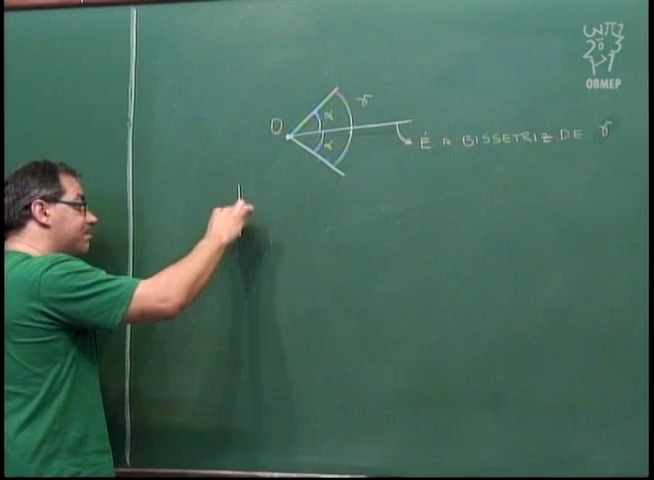 O α γ
α
É A BISSETRIZ DE γ
OBMEP